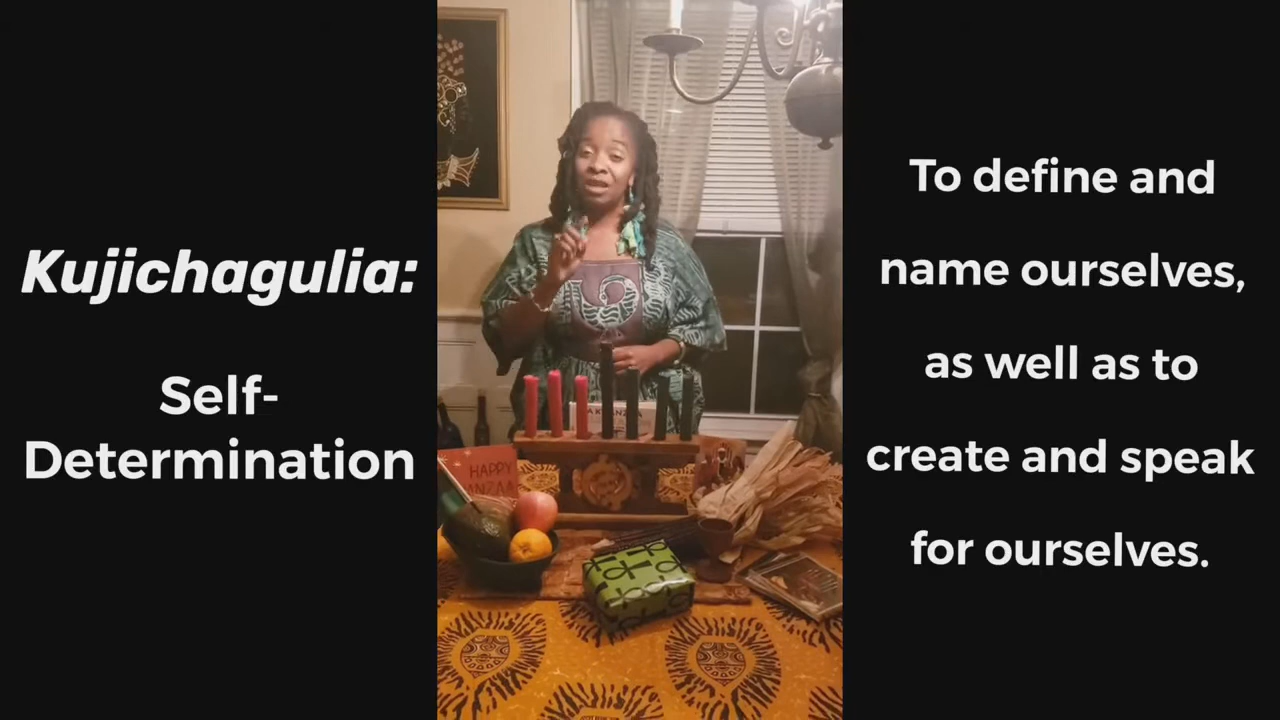 Kujichagulia:
Self-
Determination
To define and
name ourselves,
as well as to
create and speak
for ourselves.
HAPPY